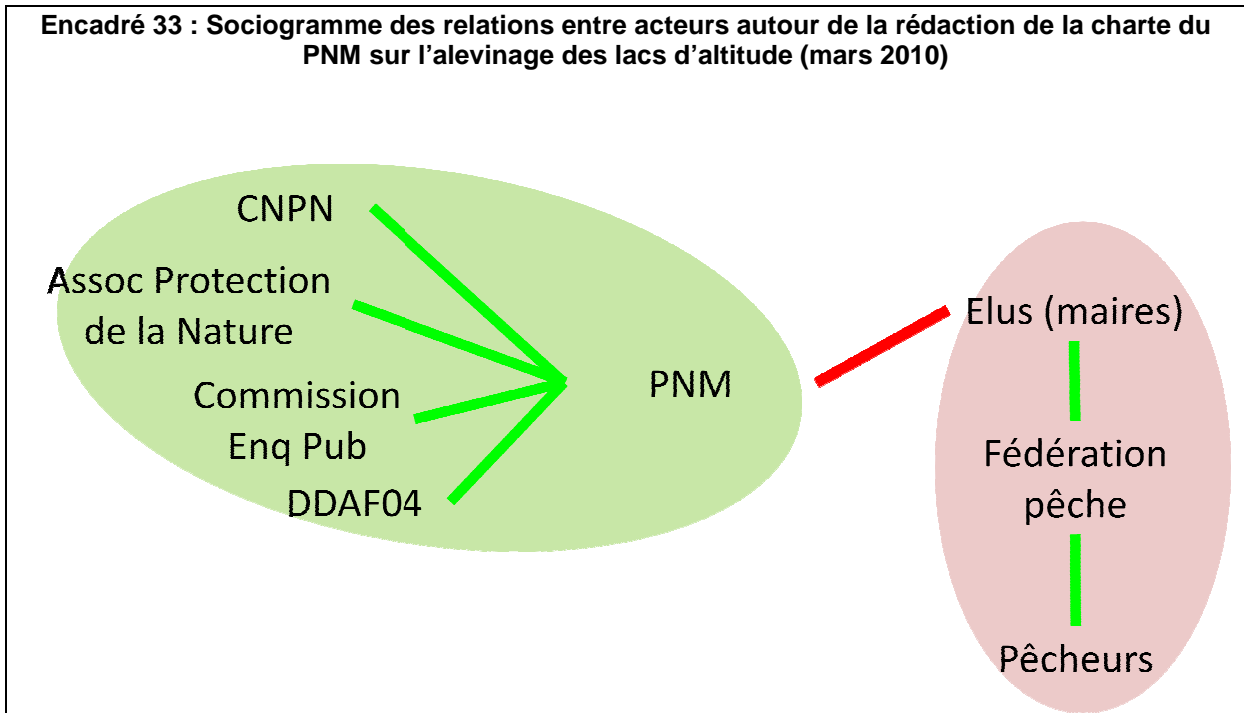 Encadré 33 : Sociogramme des relations entre acteurs autour de la rédaction de la charte du
PNM sur l’alevinage des lacs d’altitude (mars 2010)
CNPN
Assoc Protection
de la Nature
Commission
Enq Pub
DDAF04
PNM
Elus (maires)
Fédération
pêche
Pêcheurs